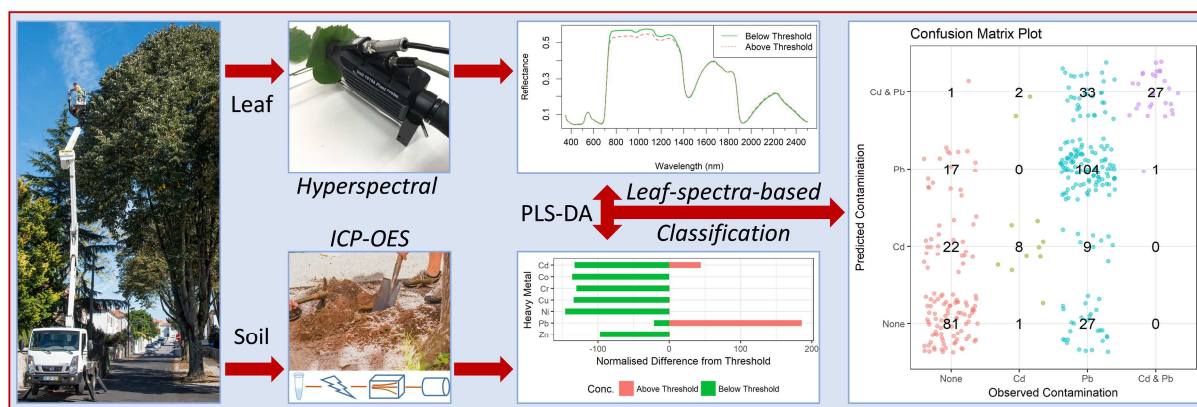 Leaf
Hyperspectral
0.5
0.3
0.1
Reflectance
Below Threshold
Above Threshold
400 600 800 1000 1200 1400 1600 1800 2000 2200 2400
Wavelength (nm)
PLS-DA
Leaf-spectra-based
Classification
Soil
ICP-OES
Heavy Metal
Cd
Co
Cr
Cu
Ni
Pb
Zn
-100 0 100 200
Normalised Difference from Threshold
Conc. Above Threshold Below Threshold
Confusion Matrix Plot
Predicted Contamination
Cd & Pb 1 2 33 27
Pb 17 0 104 1
Cd 22 8 9 0
None 81 1 27 0
None Cd Pb Cd & Pb
Observed Contamination